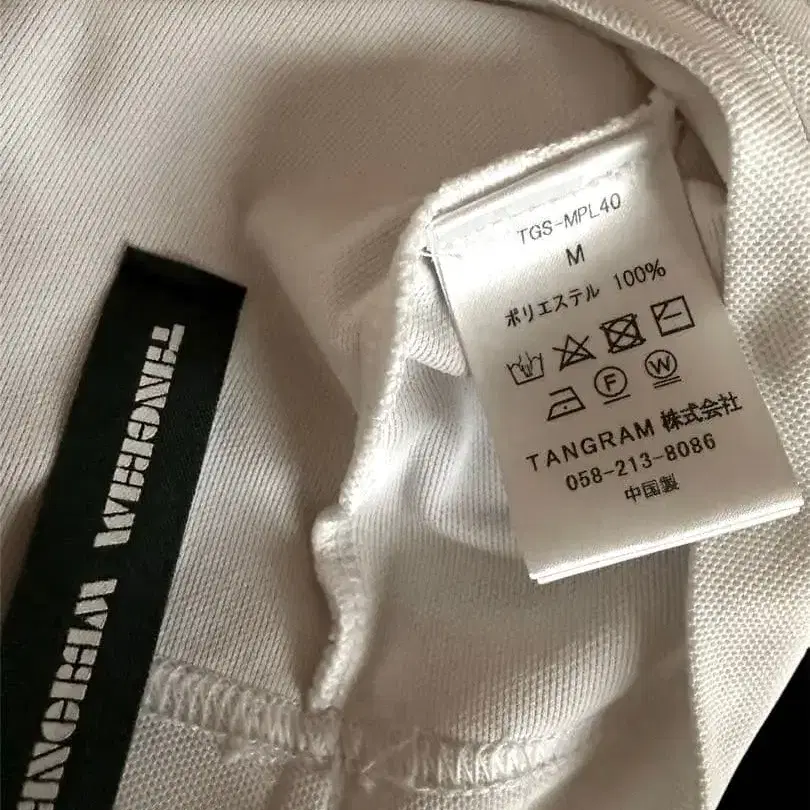 TANGRAM
TGS-MPL40
M
ポリエステル 100%
F W
TANGRAM 株式会社
058-213-8086
中国製